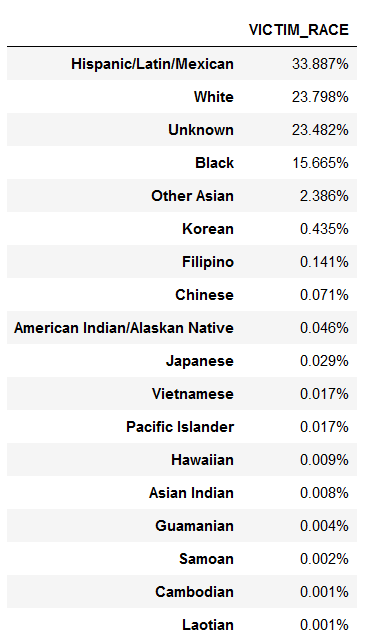 VICTIM_RACE
Hispanic/Latin/Mexican 33.887%
White 23.798%
Unknown 23.482%
Black 15.665%
Other Asian 2.386%
Korean 0.435%
Filipino 0.141%
Chinese 0.071%
American Indian/Alaskan Native 0.046%
Japanese 0.029%
Vietnamese 0.017%
Pacific Islander 0.017%
Hawaiian 0.009%
Asian Indian 0.008%
Guamanian 0.004%
Samoan 0.002%
Cambodian 0.001%
Laotian 0.001%